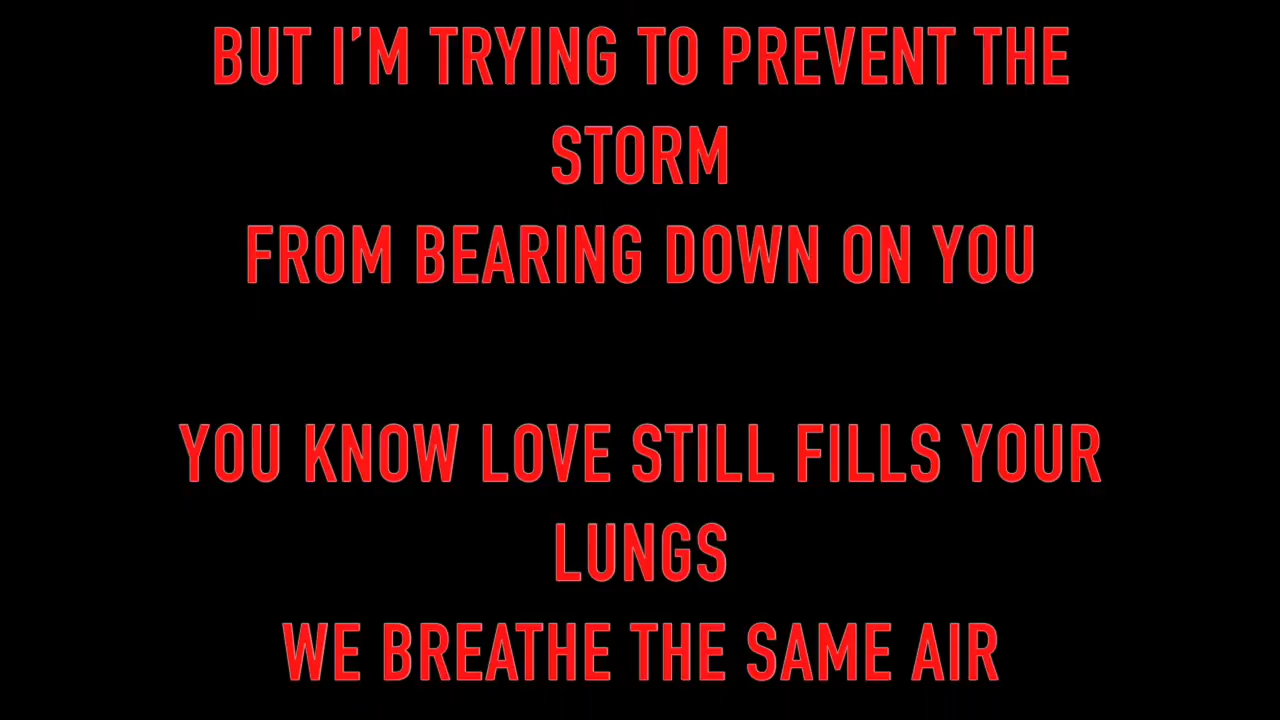 BUT I’M TRYING TO PREVENT THE
STORM
FROM BEARING DOWN ON YOU
YOU KNOW LOVE STILL FILLS YOUR
LUNGS
WE BREATHE THE SAME AIR